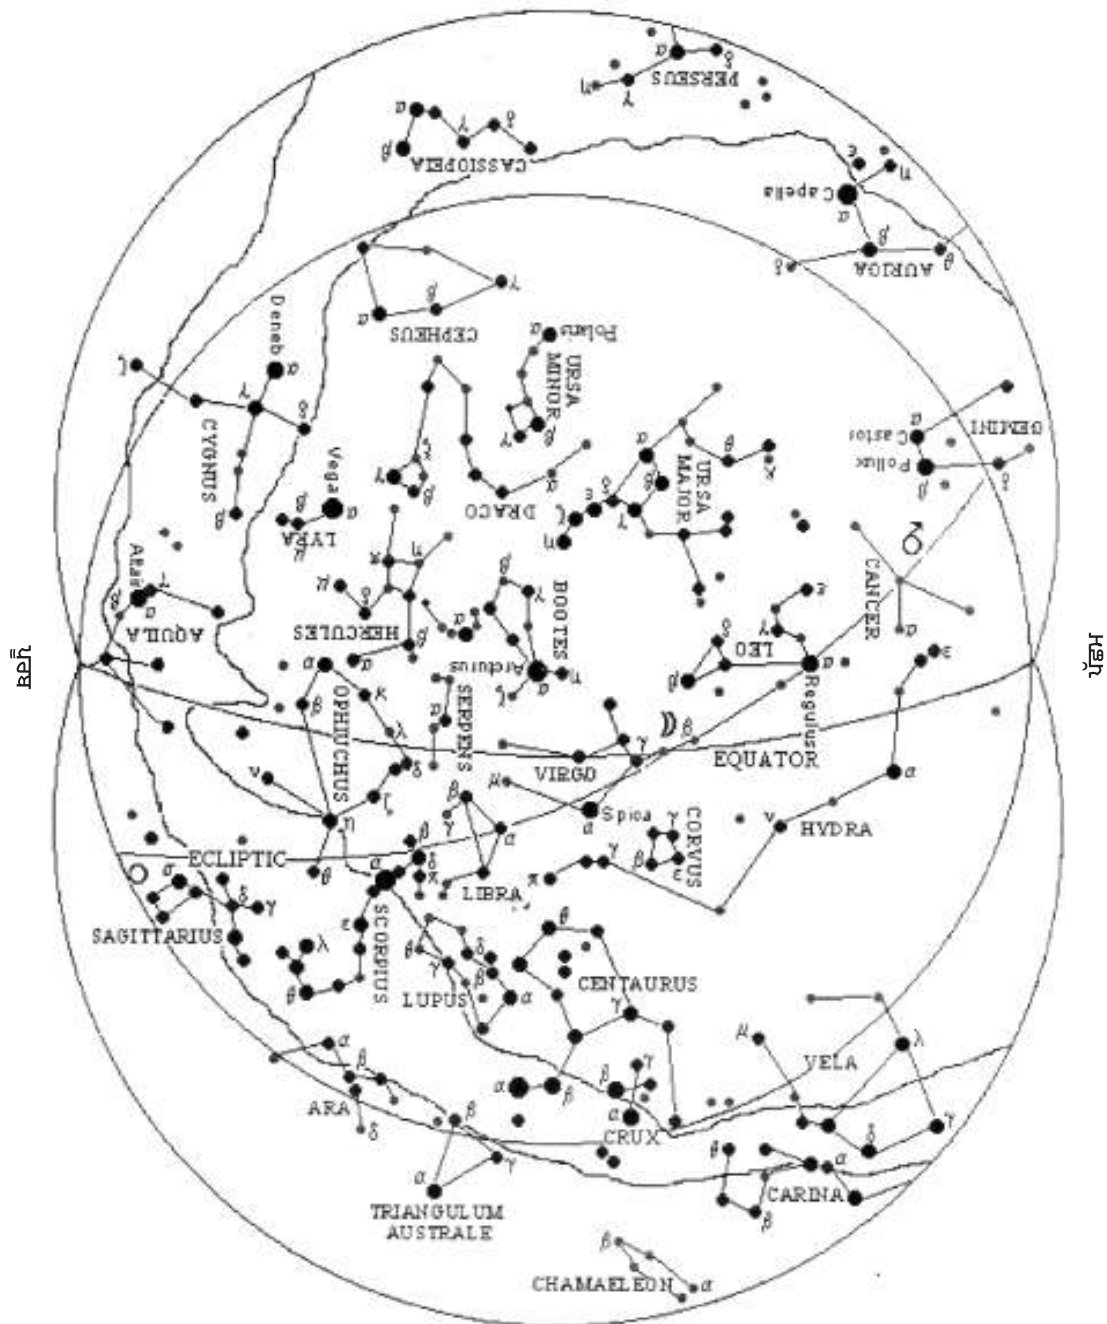 α
δ
PERSEUS
η
γ
α
γ
δ
β
CASSIOPEIA
ε
η
Capella
α
β
δ
AURIGA
θ
γ
β
α
CEPHEUS
Deneb
α
Polaris
α
URSA
MINOR
β
γ
ζ
γ
δ
CYGNUS
β
Vega
α
β
LYRA
μ
ξ
γ
β
DRACO
α
α
β
URSA
MAJOR
θ
κ
δ
ε
γ
ζ
η
α
Castor
GEMINI
Pollux
β
δ
♂
CANCER
α
Altair
γ
β
α
AQUILA
π
η
μ
δ
HERCULES
β
α
β
γ
BOOTES
α
Arcturus
α
η
ζ
ε
γ
LEO
δ
β
α
Regulus
ε
पूरब
पश्चिम
α
β
κ
λ
OPHIUCHUS
δ
ζ
ν
η
θ
SERPENS
α
VIRGO
γ
β
EQUATOR
μ
Spica
α
α
ν
HYDRA
β
γ
α
LIBRA
γ
CORVUS
β
ε
γ
π
ECLIPTIC
β
α
δ
π
σ
δ
γ
SAGITTARIUS
ε
SCORPIUS
λ
θ
θ
δ
γ
β
α
LUPUS
θ
CENTAURUS
γ
μ
VELA
λ
α
β
ARA
δ
α
β
β
γ
α
CRUX
δ
γ
β
γ
α
TRIANGULUM
AUSTRALE
θ
α
CARINA
β
β
CHAMAELEON
α